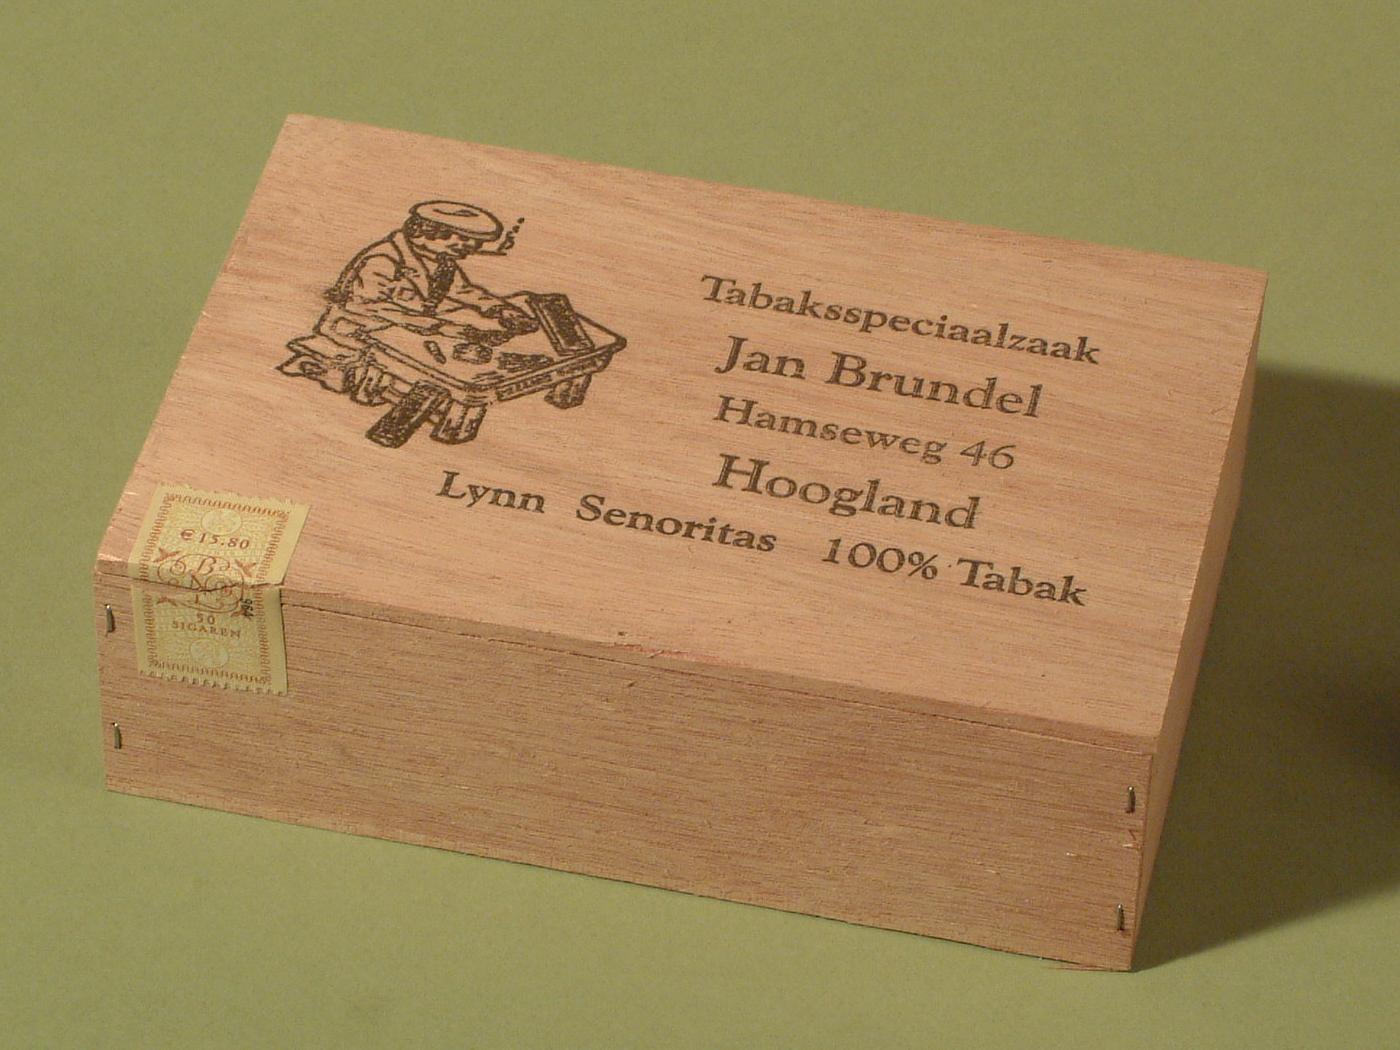 Tabaksspeciaalzaak
Jan Brundel
Hamseweg 46
Hoogland
Lynn Senoritas 100% Tabak
€ 15.80
50
SIGAREN